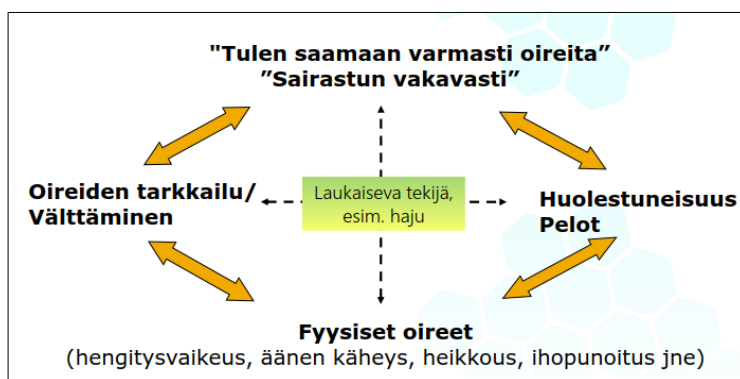 "Tulen saamaan varmasti oireita”
”Sairastun vakavasti”
Oireiden tarkkailu/
Välttäminen
Laukaiseva tekijä,
esim. haju
Huolestuneisuus
Pelot
Fyysiset oireet
(hengitysvaikeus, äänen käheys, heikkous, ihopunoitus jne)